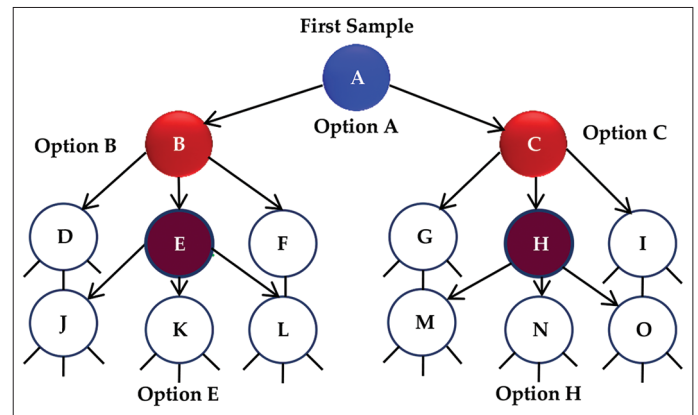 First Sample
A
Option A
Option B
B
C
Option C
D
E
F
G
H
I
J
K
L
M
N
O
Option E
Option H